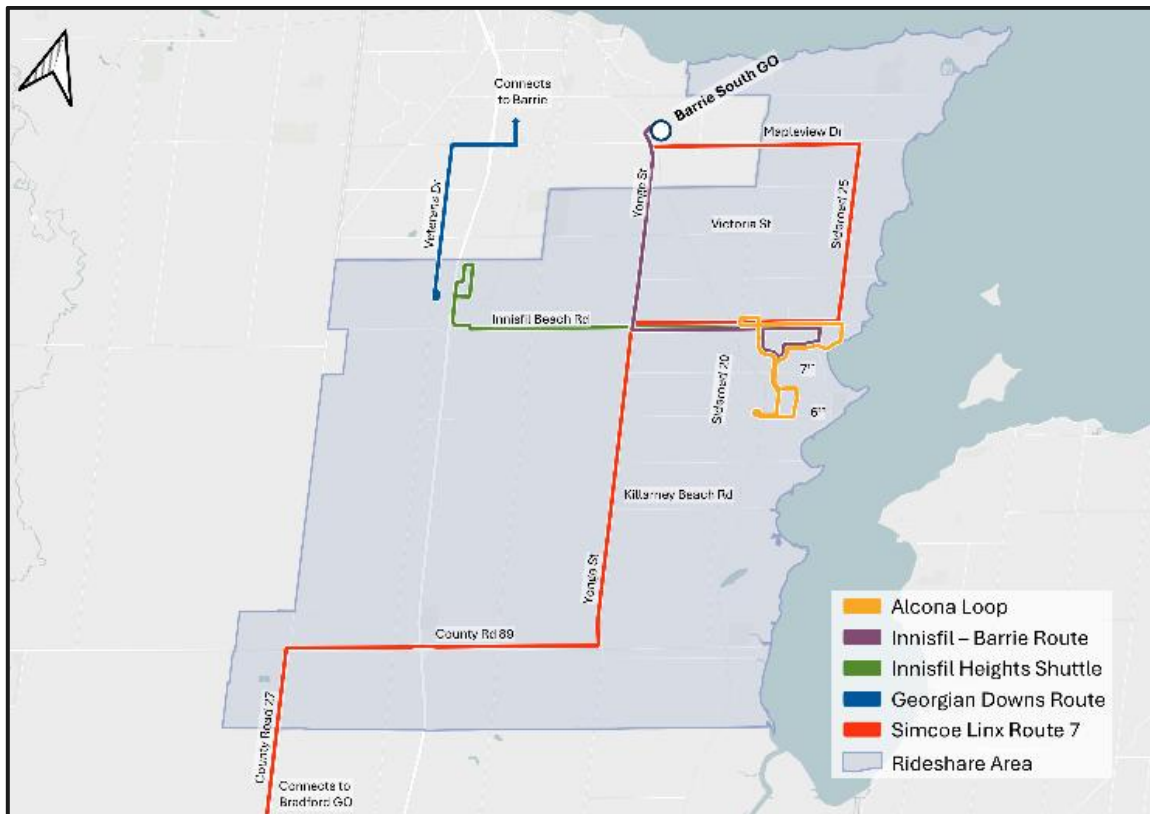 Connects
to Barrie
Barrie South GO
Mapleview Dr
Yonge St
Veterans Dr
Victoria St
Sideroad 25
Innisfil Beach Rd
Sideroad 20
7th
6th
Killarney Beach Rd
Yonge St
County Rd 89
County Road 27
Connects to
Bradford GO
Alcona Loop
Innisfil – Barrie Route
Innisfil Heights Shuttle
Georgian Downs Route
Simcoe Linx Route 7
Rideshare Area